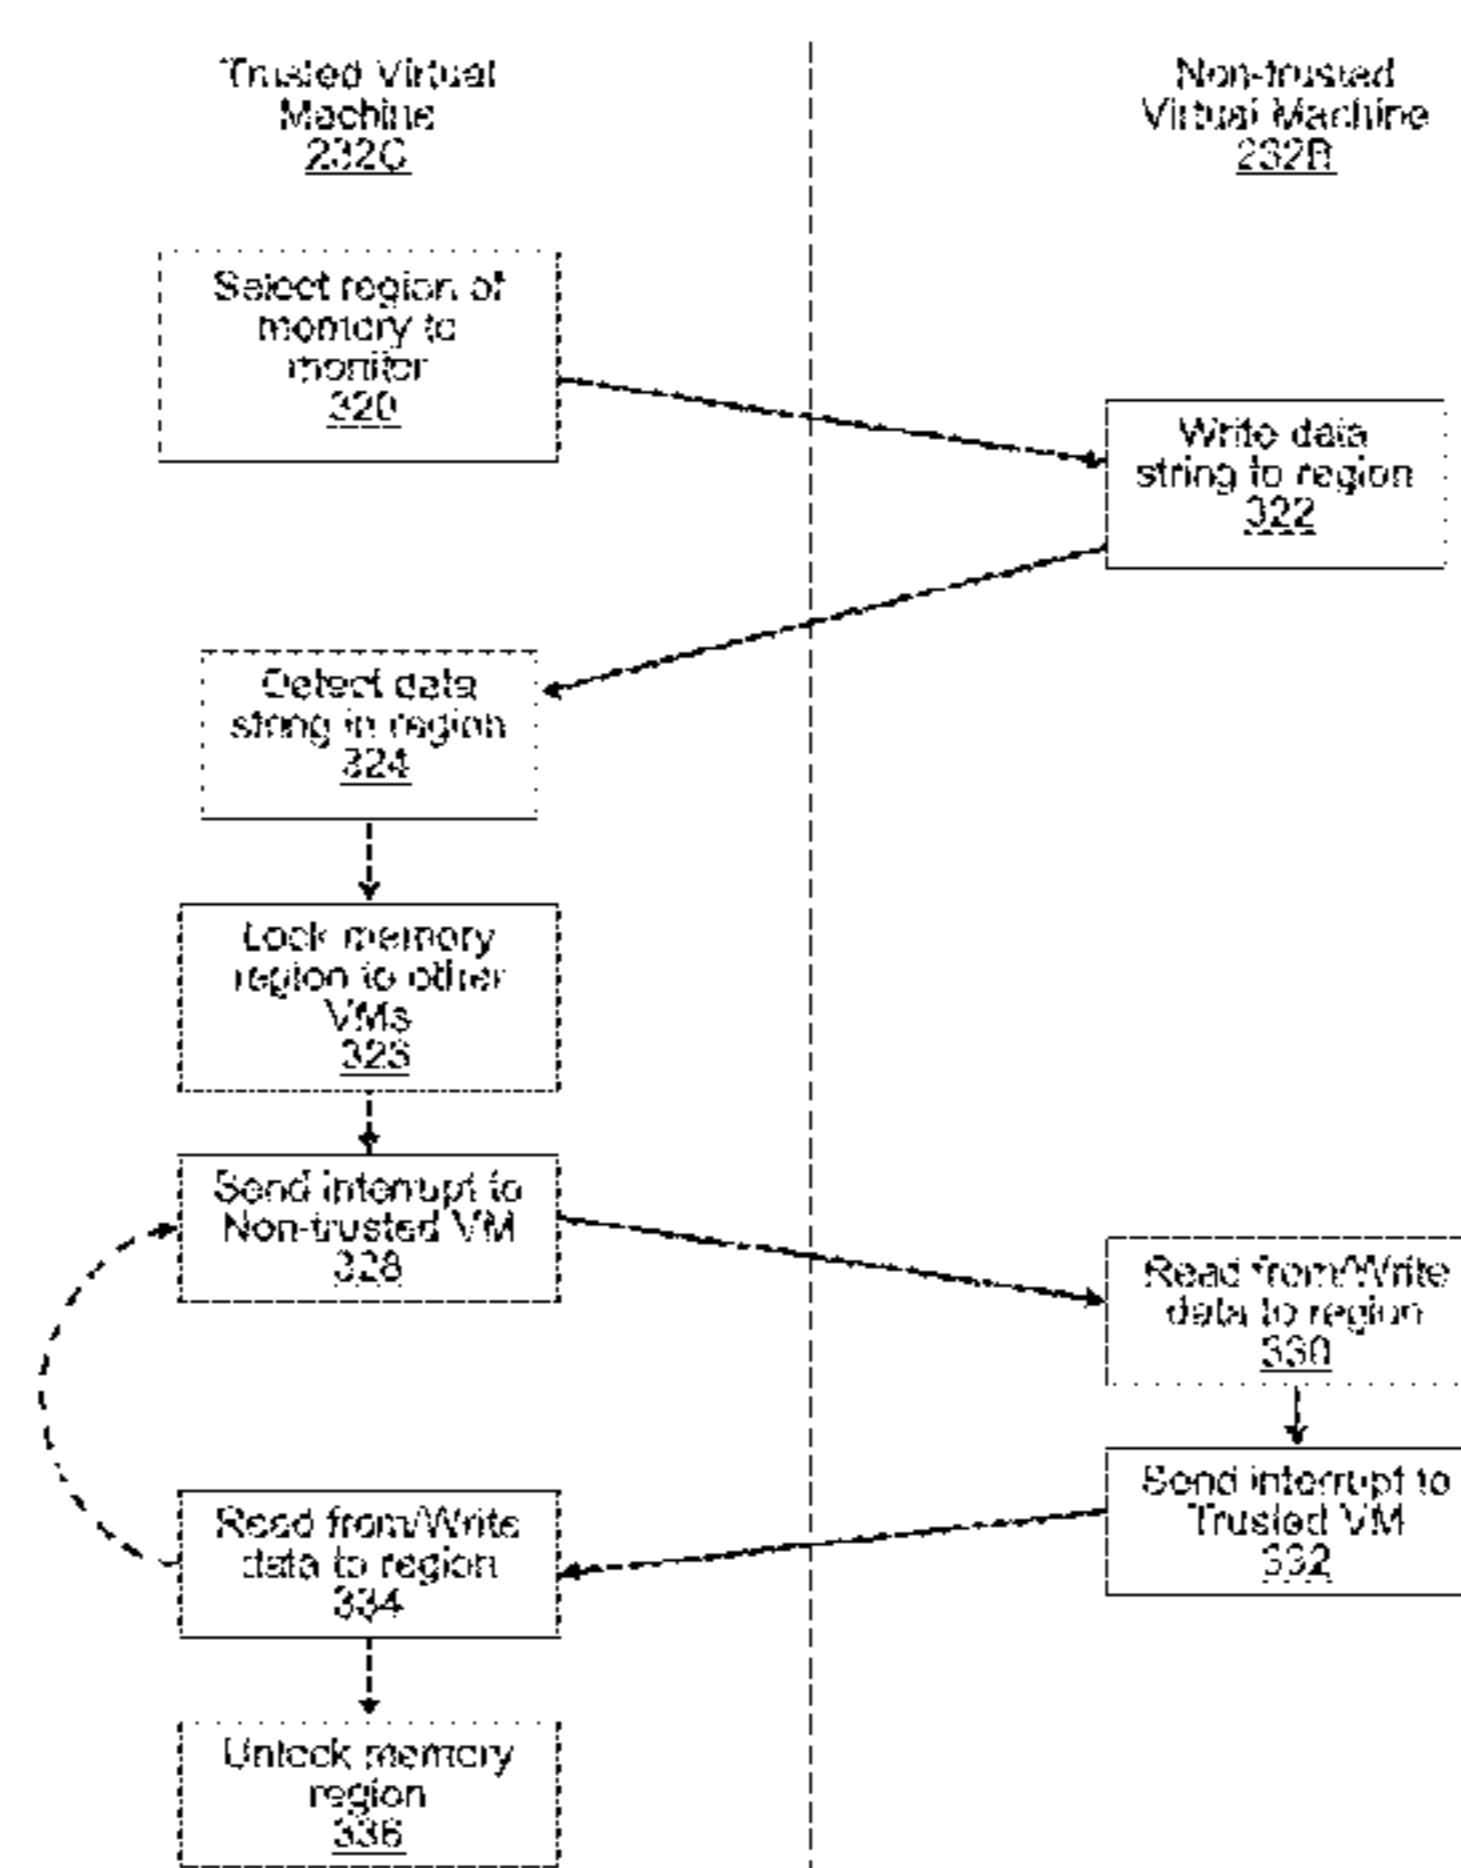 Trusted Virtual
Machine
232C
Non-trusted
Virtual Machine
232B
Select region of
memory to
monitor
320
Write data
string to region
322
Detect data
string in region
324
Lock memory
region to other
VMs
326
Send interrupt to
Non-trusted VM
328
Read from/Write
data to region
330
Send interrupt to
Trusted VM
332
Read from/Write
data to region
334
Unlock memory
region
336